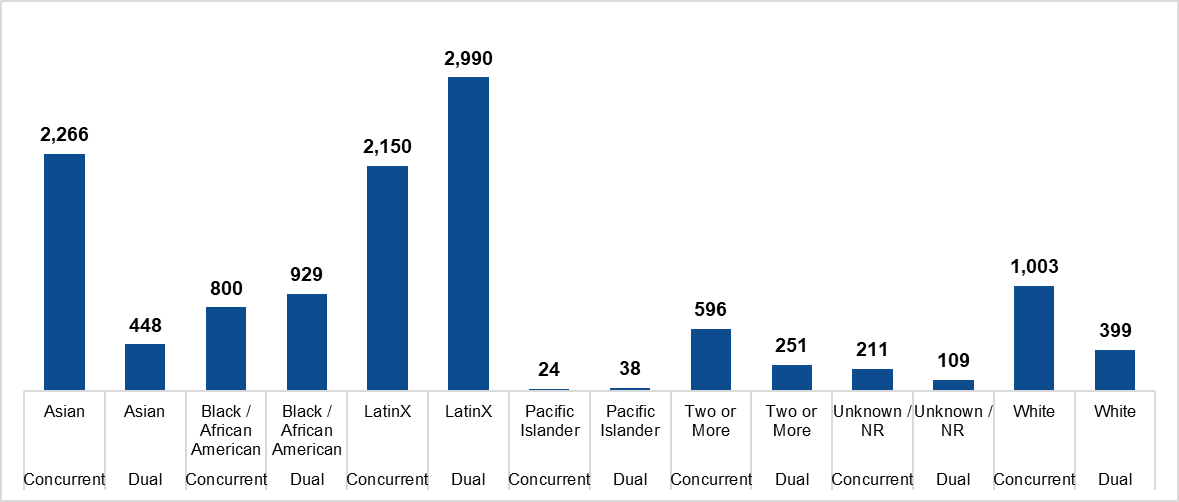 2,990
2,266
2,150
1,003
929
800
596
448
399
251
211
109
38
24
Asian
Asian
Black /
African
American
Black /
African
American
LatinX
LatinX
Pacific
Islander
Pacific
Islander
Two or
More
Two or
More
Unknown /
NR
Unknown /
NR
White
White
Concurrent
Dual
Concurrent
Dual
Concurrent
Dual
Concurrent
Dual
Concurrent
Dual
Concurrent
Dual
Concurrent
Dual